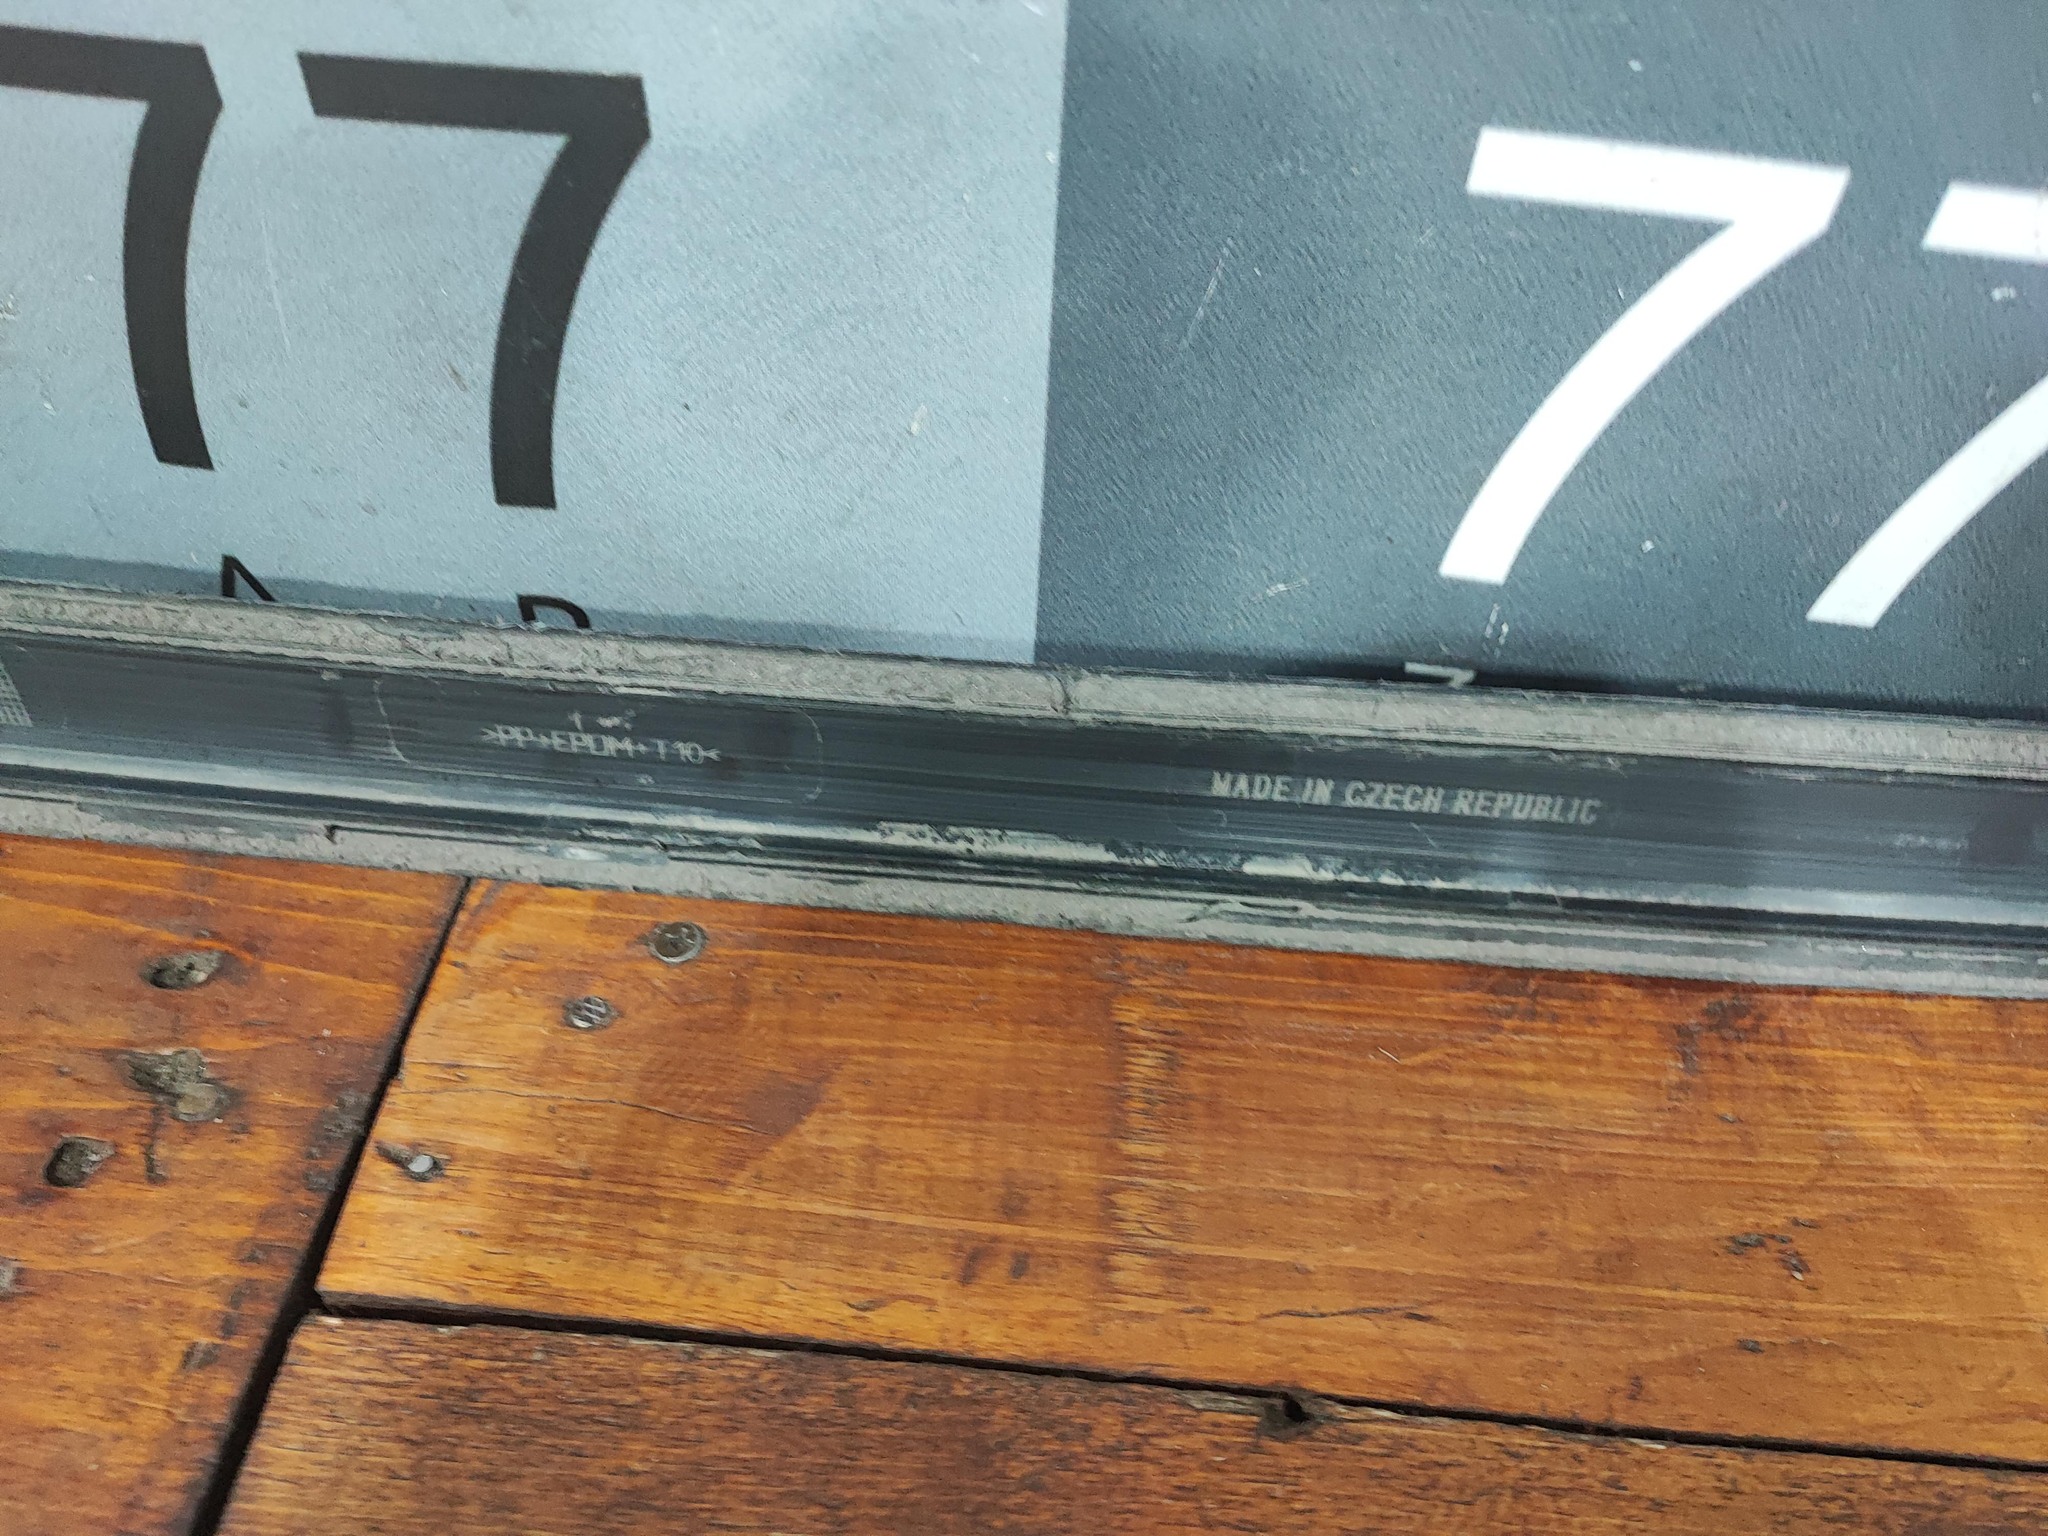 77
77
>PP+EPDM+T10<
MADE IN CZECH REPUBLIC